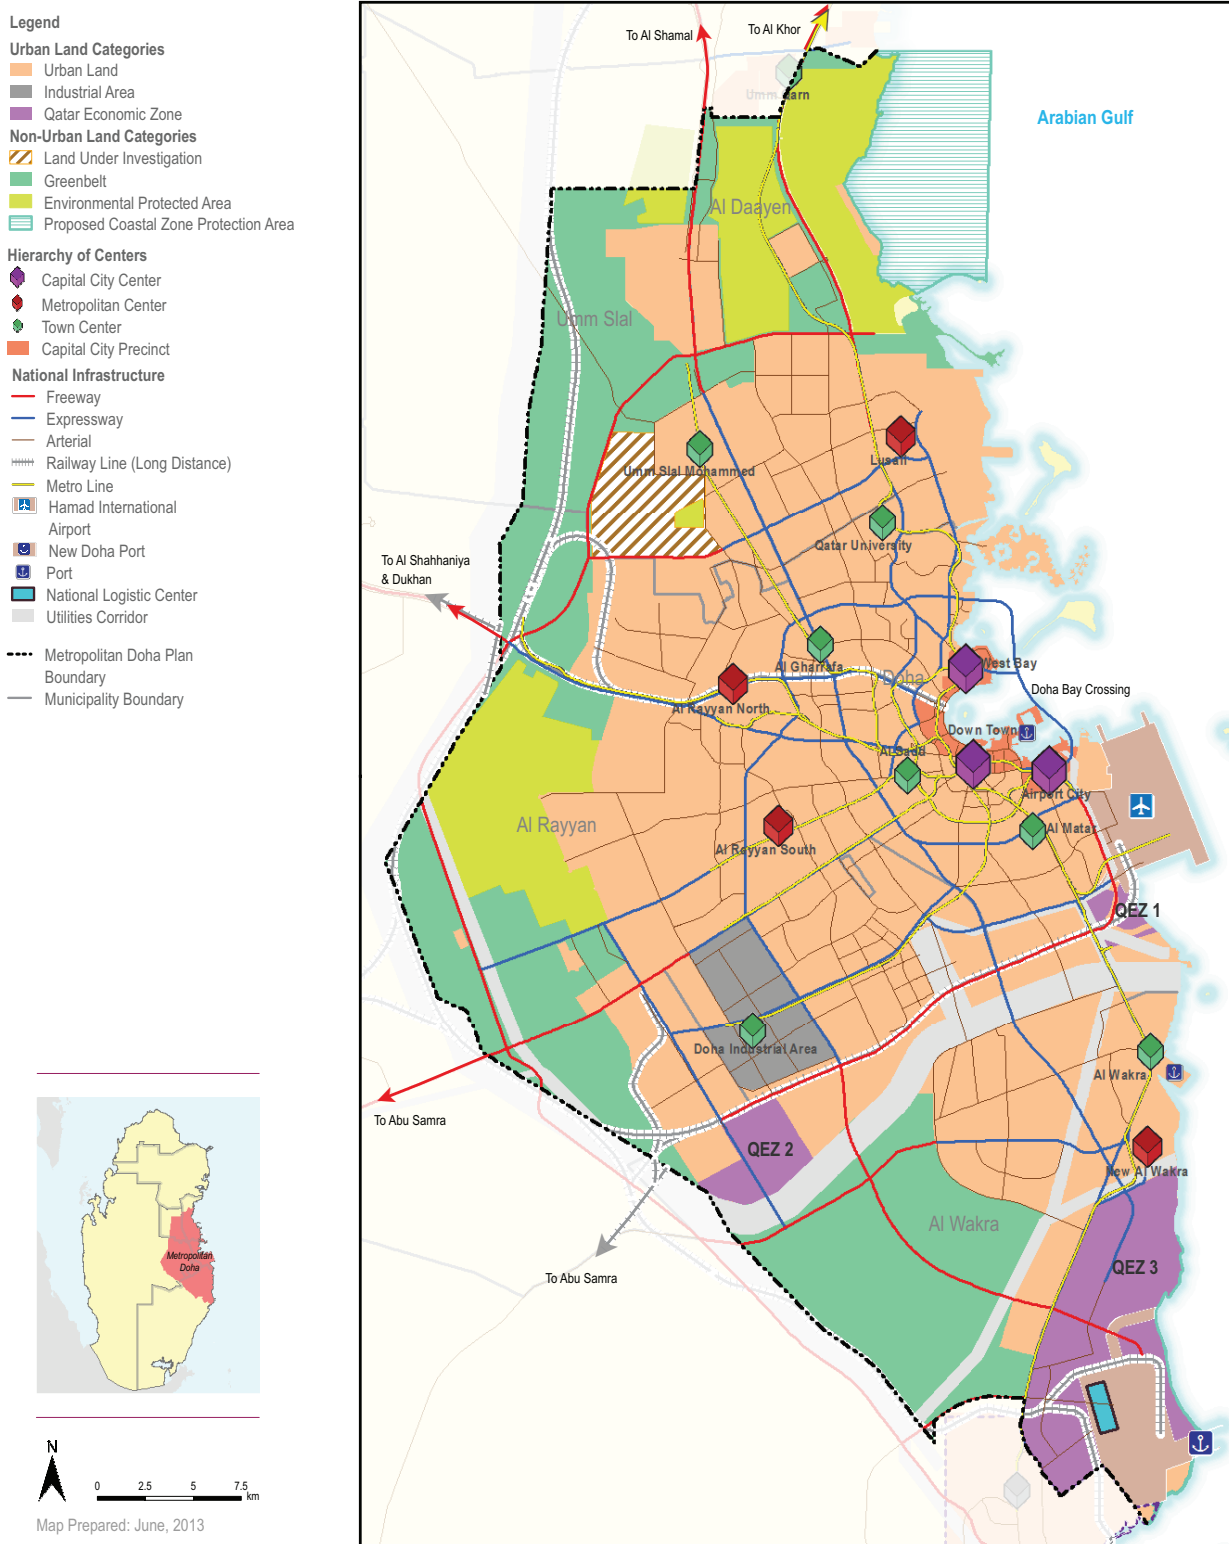 Legend
Urban Land Categories
Urban Land
Industrial Area
Qatar Economic Zone
Non-Urban Land Categories
Land Under Investigation
Greenbelt
Environmental Protected Area
Proposed Coastal Zone Protection Area
Hierarchy of Centers
Capital City Center
Metropolitan Center
Town Center
Capital City Precinct
National Infrastructure
Freeway
Expressway
Arterial
Railway Line (Long Distance)
Metro Line
Hamad International
Airport
New Doha Port
Port
National Logistic Center
Utilities Corridor
Metropolitan Doha Plan
Boundary
Municipality Boundary
Metropolitan
Doha
N
0 2.5 5 7.5
km
Map Prepared: June, 2013
To Al Shamal
To Al Khor
Arabian Gulf
Al Daayen
Umm Slal
Lusail
Umm Slal Mohammed
Qatar University
To Al Shahhaniya
& Dukhan
Al Gharrafa
West Bay
Doha
Doha Bay Crossing
Al Rayyan North
Down Town
Al Sadd
Airport City
Al Rayyan
Al Matar
Al Rayyan South
QEZ 1
Doha Industrial Area
Al Wakra
To Abu Samra
QEZ 2
New Al Wakra
Al Wakra
QEZ 3
To Abu Samra